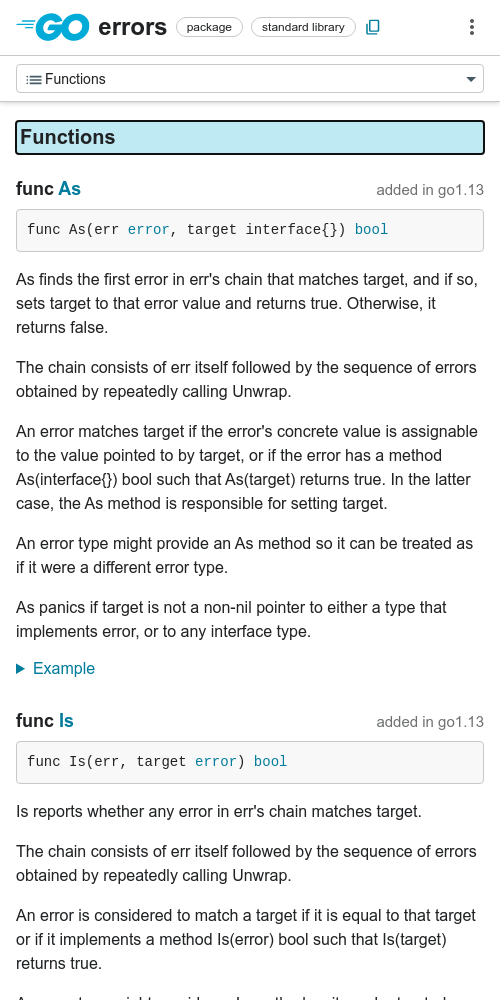 GO errors package standard library
Functions
Functions
func As added in go1.13
func As(err error, target interface{}) bool
As finds the first error in err's chain that matches target, and if so,
sets target to that error value and returns true. Otherwise, it
returns false.
The chain consists of err itself followed by the sequence of errors
obtained by repeatedly calling Unwrap.
An error matches target if the error's concrete value is assignable
to the value pointed to by target, or if the error has a method
As(interface{}) bool such that As(target) returns true. In the latter
case, the As method is responsible for setting target.
An error type might provide an As method so it can be treated as
if it were a different error type.
As panics if target is not a non-nil pointer to either a type that
implements error, or to any interface type.
Example
func Is added in go1.13
func Is(err, target error) bool
Is reports whether any error in err's chain matches target.
The chain consists of err itself followed by the sequence of errors
obtained by repeatedly calling Unwrap.
An error is considered to match a target if it is equal to that target
or if it implements a method Is(error) bool such that Is(target)
returns true.